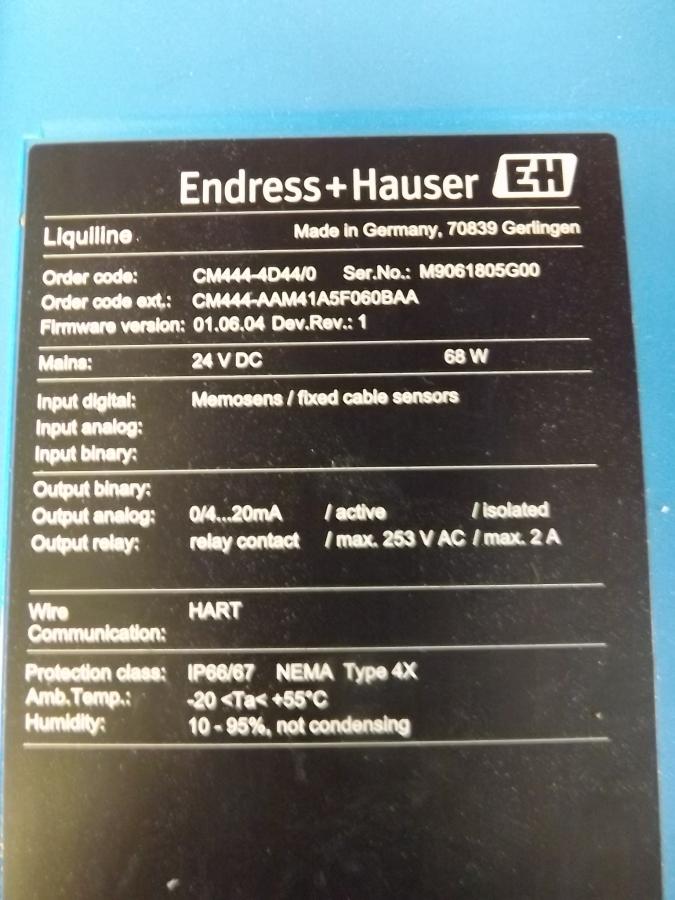 Endress+Hauser EH
Liquiline Made in Germany, 70839 Gerlingen
Order code: CM444-4D44/0 Ser.No.: M9061805G00
Order code ext.: CM444-AAM41A5F060BAA
Firmware version: 01.06.04 Dev.Rev.: 1
Mains: 24 V DC 68 W
Input digital: Memosens / fixed cable sensors
Input analog:
Input binary:
Output binary:
Output analog: 0/4...20mA / active / isolated
Output relay: relay contact / max. 253 V AC / max. 2 A
Wire HART
Communication:
Protection class: IP66/67 NEMA Type 4X
Amb.Temp.: -20 <Ta< +55°C
Humidity: 10 - 95%, not condensing